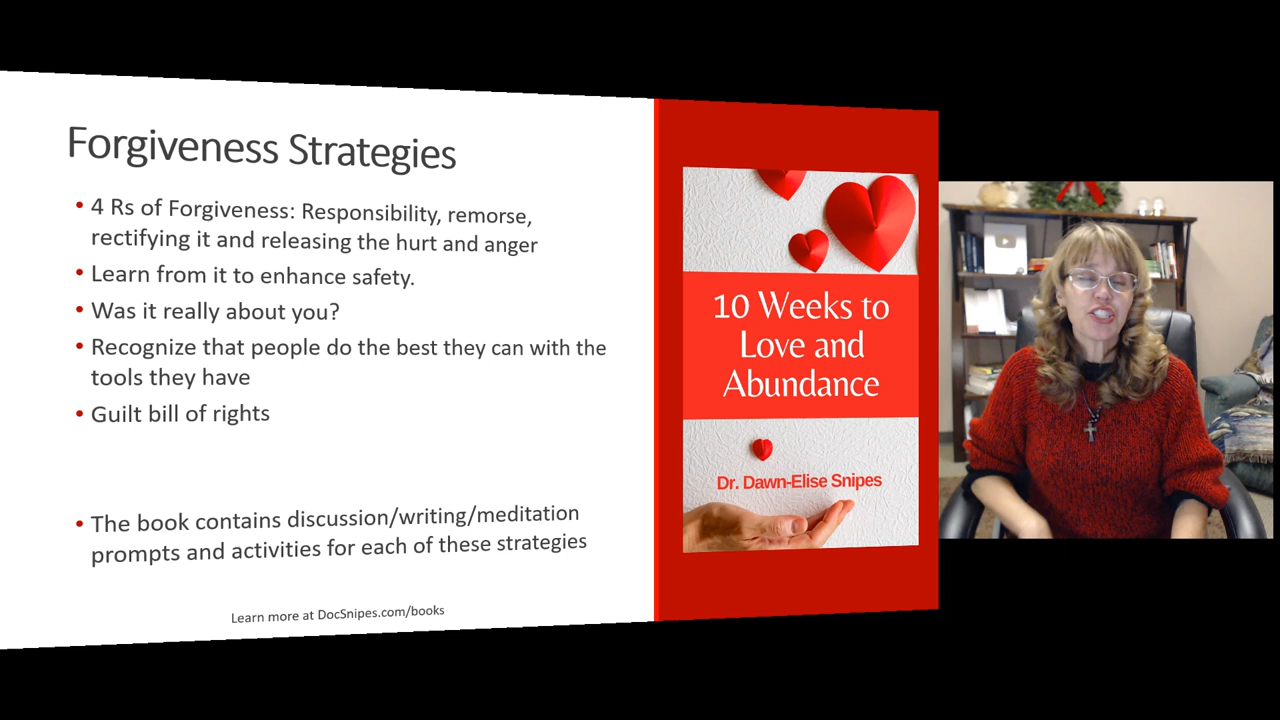 Forgiveness Strategies
• 4 Rs of Forgiveness: Responsibility, remorse,
rectifying it and releasing the hurt and anger
• Learn from it to enhance safety.
• Was it really about you?
• Recognize that people do the best they can with the
tools they have
• Guilt bill of rights
• The book contains discussion/writing/meditation
prompts and activities for each of these strategies
Learn more at DocSnipes.com/books
10 Weeks to
Love and
Abundance
Dr. Dawn-Elise Snipes